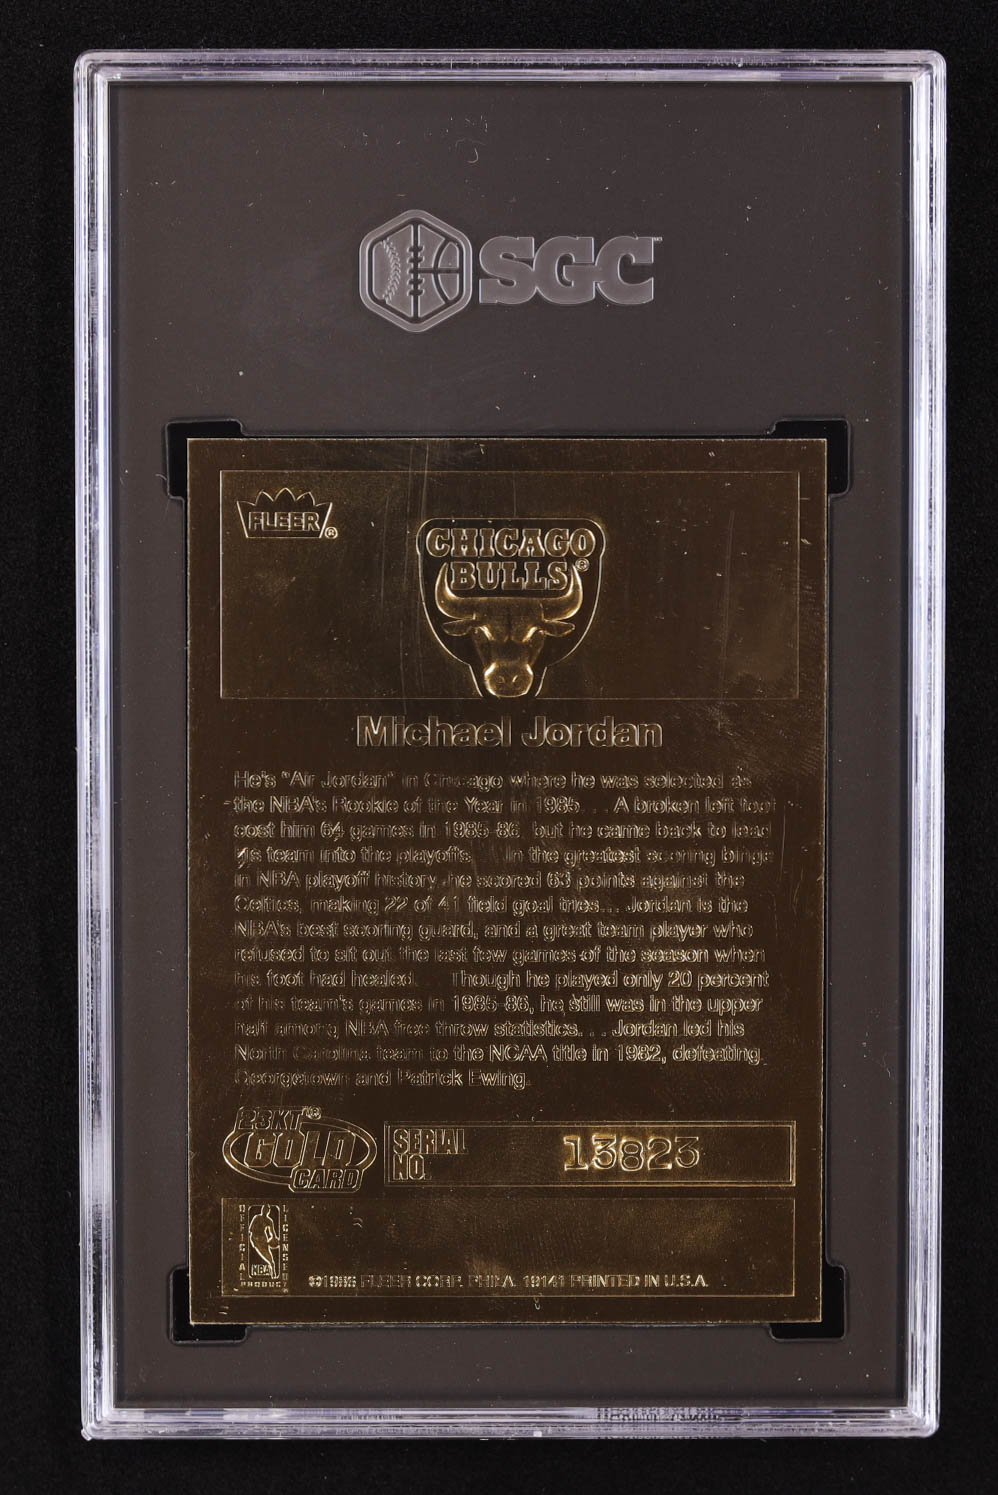 SGC
FLEER®
CHICAGO
BULLS®
Michael Jordan
He's "Air Jordan" in Chicago where he was selected as
the NBA's Rookie of the Year in 1985. . . A broken left foot
cost him 64 games in 1985-86, but he came back to lead
his team into the playoffs. . . In the greatest scoring binge
in NBA playoff history, he scored 63 points against the
Celtics, making 22 of 41 field goal tries... Jordan is the
NBA's best scoring guard, and a great team player who
refused to sit out the last few games of the season when
his foot had healed. . . Though he played only 20 percent
of his team's games in 1985-86, he still was in the upper
half among NBA free throw statistics. . . Jordan led his
North Carolina team to the NCAA title in 1982, defeating
Georgetown and Patrick Ewing.
23KT®
GOLD
CARD
SERIAL
NO.
13823
OFFICIAL
LICENSED
NBA
PRODUCT
©1986 FLEER CORP. PHILA. 19141 PRINTED IN U.S.A.